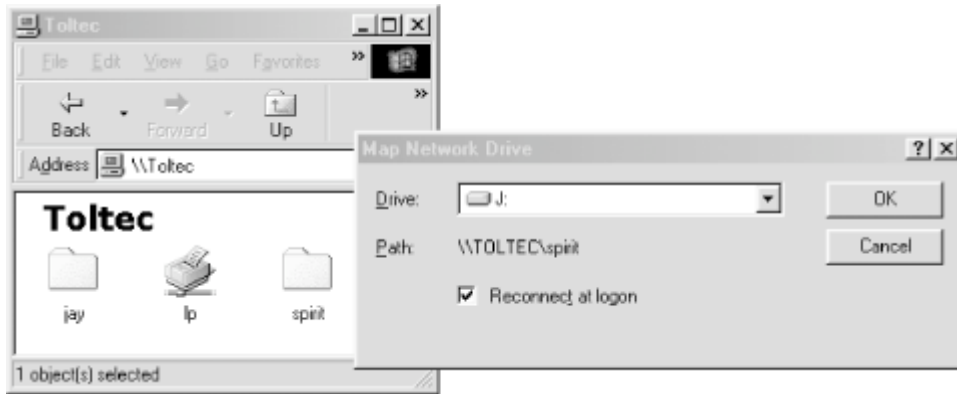 Toltec
File Edit View Go Favorites »
Back Forward Up »
Address \\Toltec
Toltec
jay lp spirit
1 object(s) selected
Map Network Drive
Drive: J: OK
Path: \\TOLTEC\spirit Cancel
Reconnect at logon